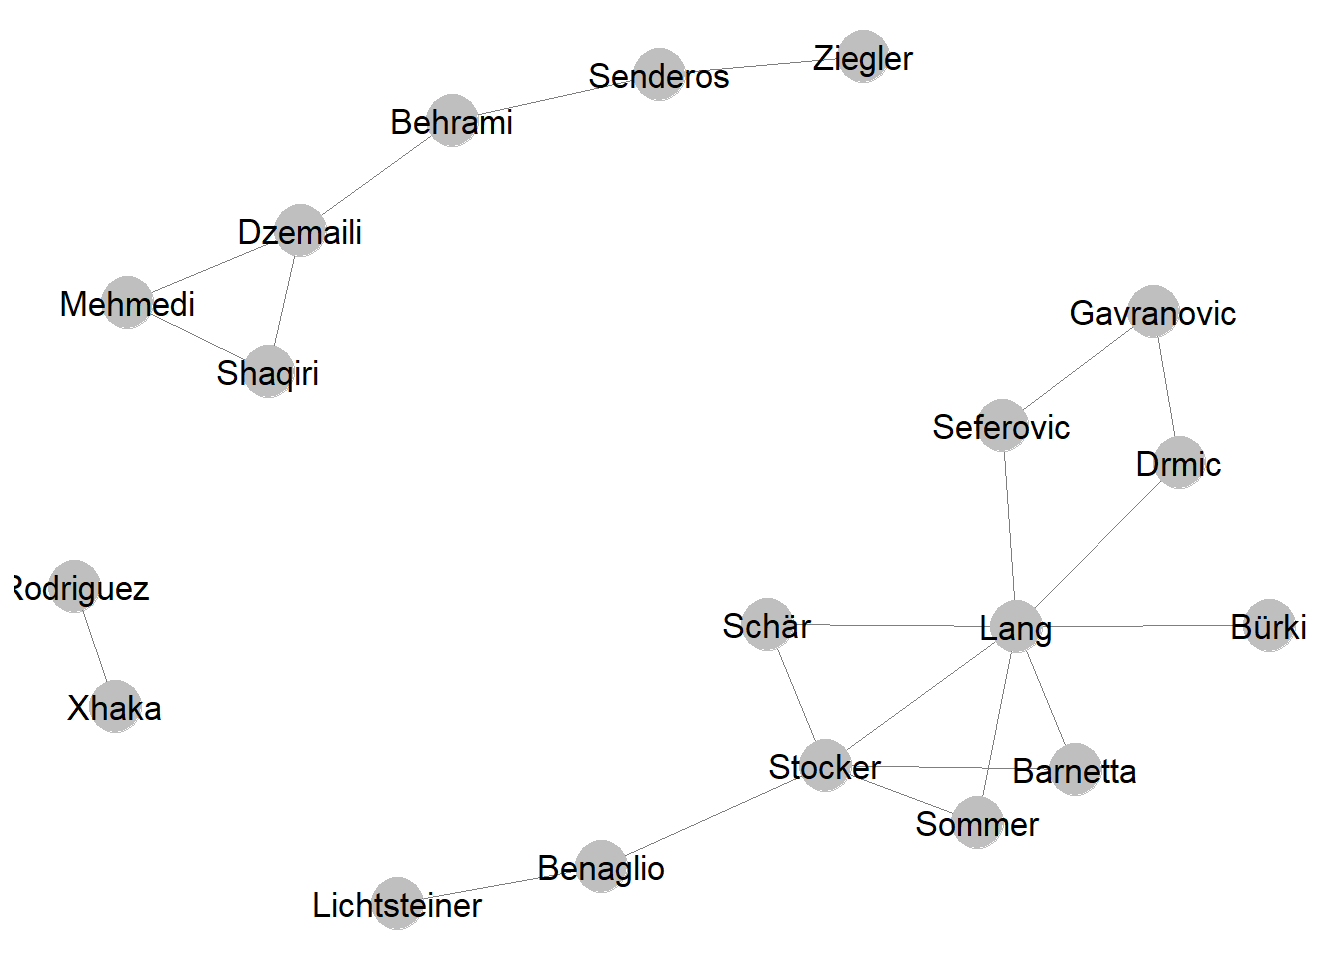 Ziegler
Senderos
Behrami
Dzemaili
Mehmedi
Shaqiri
Gavranovic
Seferovic
Drmic
Rodriguez
Schär
Lang
Bürki
Xhaka
Stocker
Barnetta
Sommer
Benaglio
Lichtsteiner